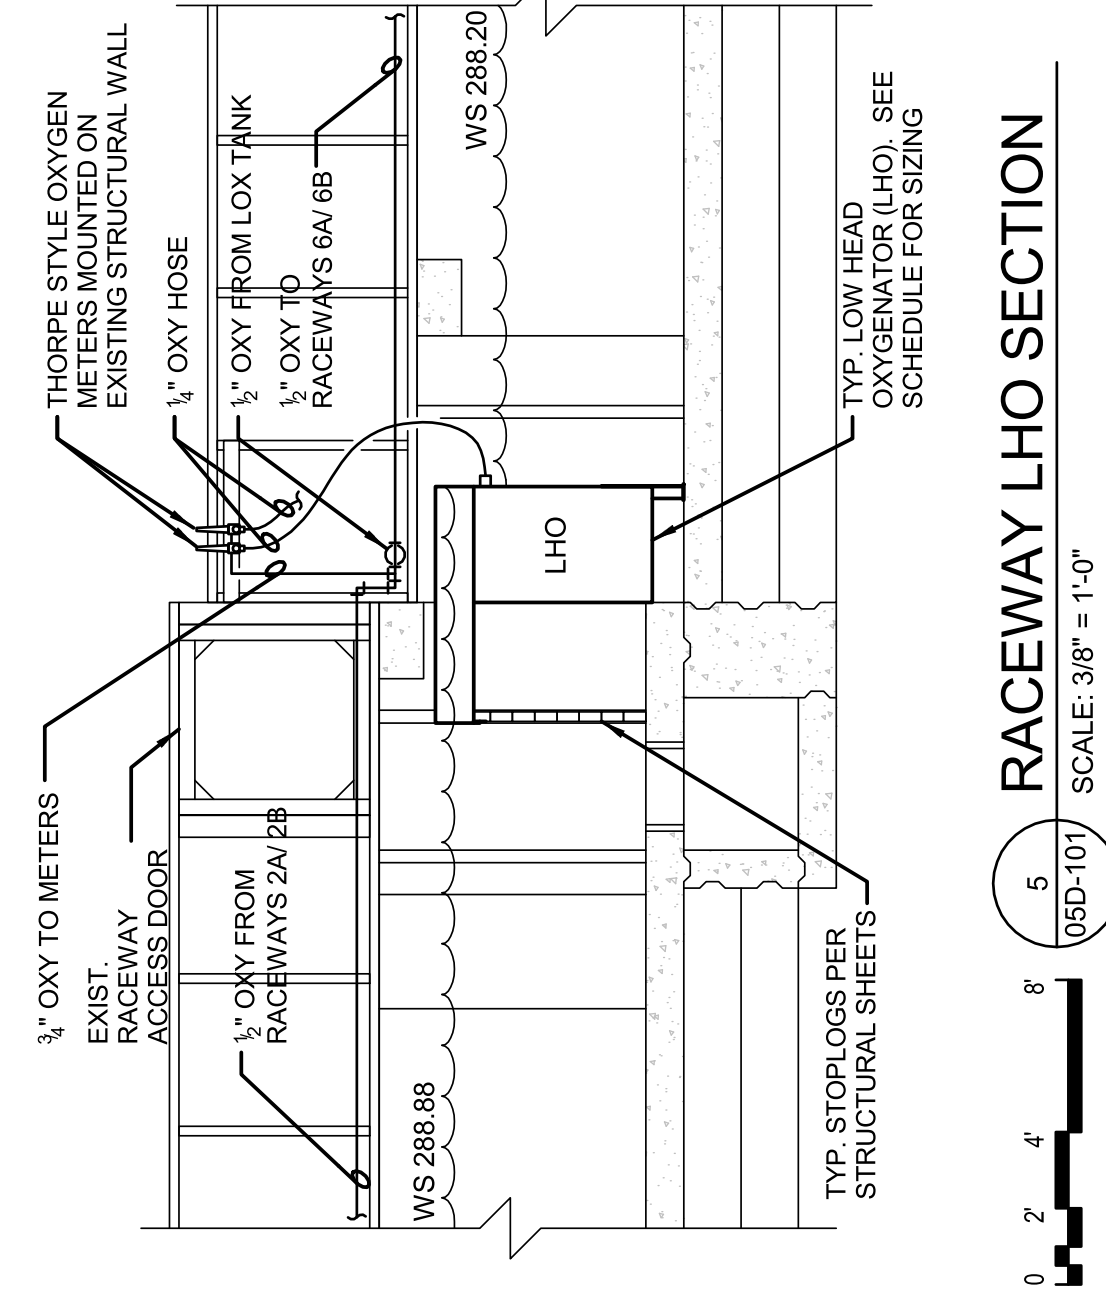 THORPE STYLE OXYGEN
METERS MOUNTED ON
EXISTING STRUCTURAL WALL
¼" OXY HOSE
½" OXY FROM LOX TANK
½" OXY TO
RACEWAYS 6A/ 6B
WS 288.20
¾" OXY TO METERS
EXIST.
RACEWAY
ACCESS DOOR
½" OXY FROM
RACEWAYS 2A/ 2B
WS 288.88
LHO
TYP. LOW HEAD
OXYGENATOR (LHO). SEE
SCHEDULE FOR SIZING
TYP. STOPLOGS PER
STRUCTURAL SHEETS
5
05D-101
RACEWAY LHO SECTION
SCALE: 3/8" = 1'-0"
0 2' 4' 8'